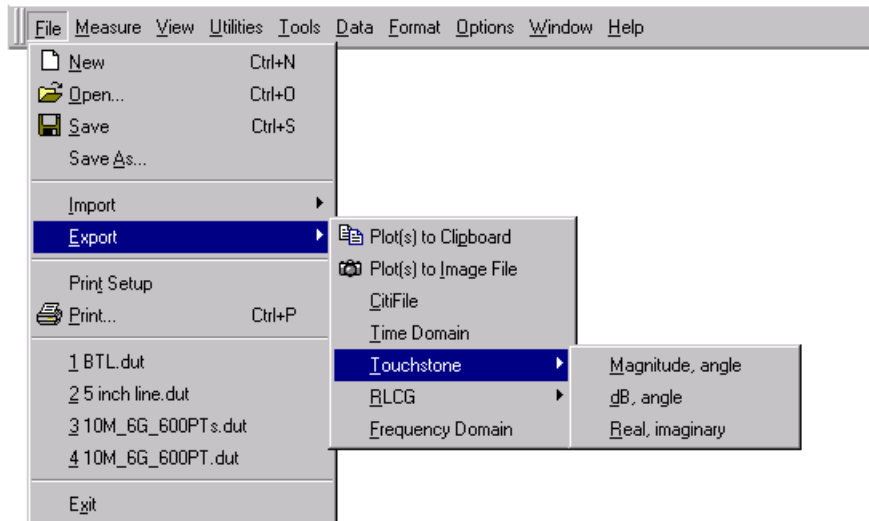 File Measure View Utilities Tools Data Format Options Window Help
New Ctrl+N
Open... Ctrl+O
Save Ctrl+S
Save As...
Import
Export
Print Setup
Print... Ctrl+P
1 BTL.dut
2 5 inch line.dut
3 10M_6G_600PTs.dut
4 10M_6G_600PT.dut
Exit
Plot(s) to Clipboard
Plot(s) to Image File
CitiFile
Time Domain
Touchstone
RLCG
Frequency Domain
Magnitude, angle
dB, angle
Real, imaginary